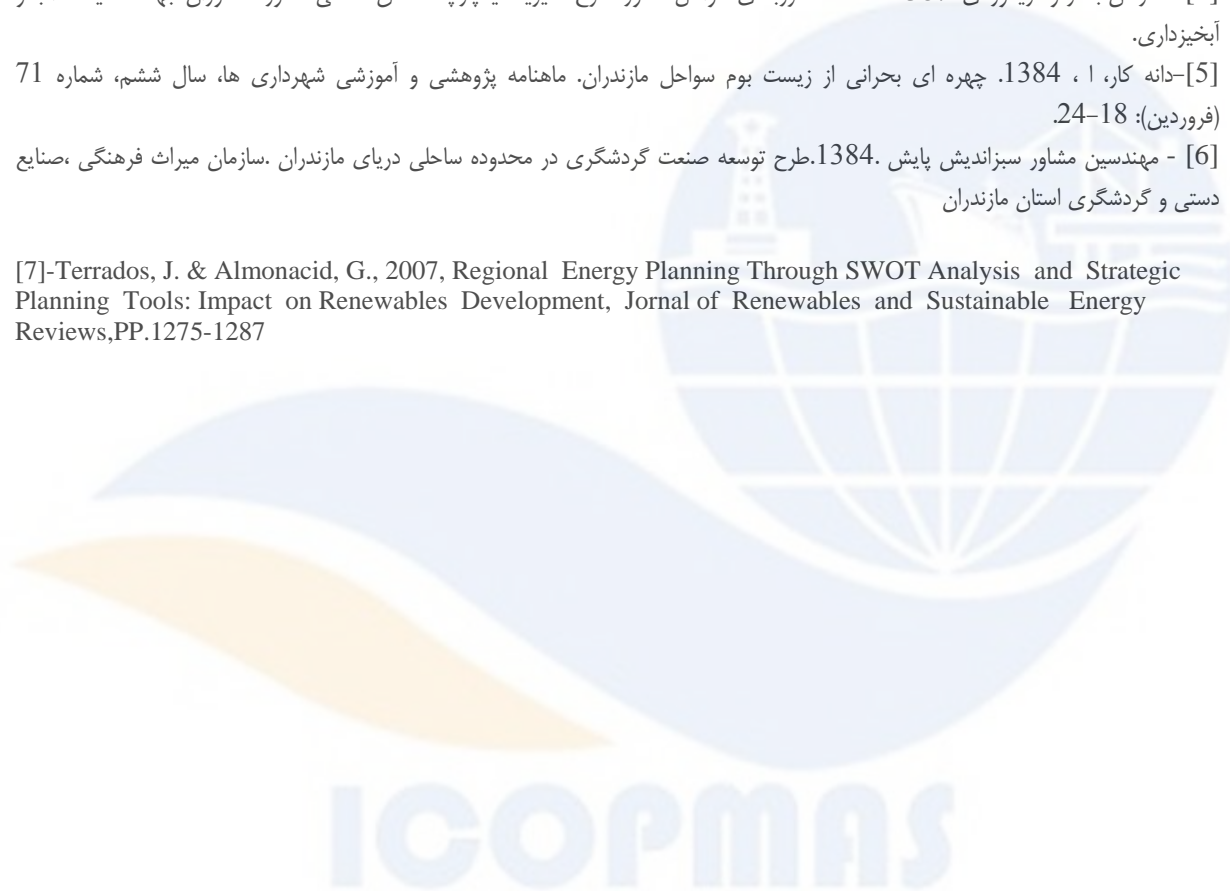 آبخیزداری.
[5]-دانه کار، ا ، 1384. چهره ای بحرانی از زیست بوم سواحل مازندران. ماهنامه پژوهشی و آموزشی شهرداری ها، سال ششم، شماره 71
(فروردین): 18-24.
[6] - مهندسین مشاور سبزاندیش پایش .1384.طرح توسعه صنعت گردشگری در محدوده ساحلی دریای مازندران .سازمان میراث فرهنگی ،صنایع
دستی و گردشگری استان مازندران
[7]-Terrados, J. & Almonacid, G., 2007, Regional Energy Planning Through SWOT Analysis and Strategic
Planning Tools: Impact on Renewables Development, Jornal of Renewables and Sustainable Energy
Reviews,PP.1275-1287
ICOPMAS